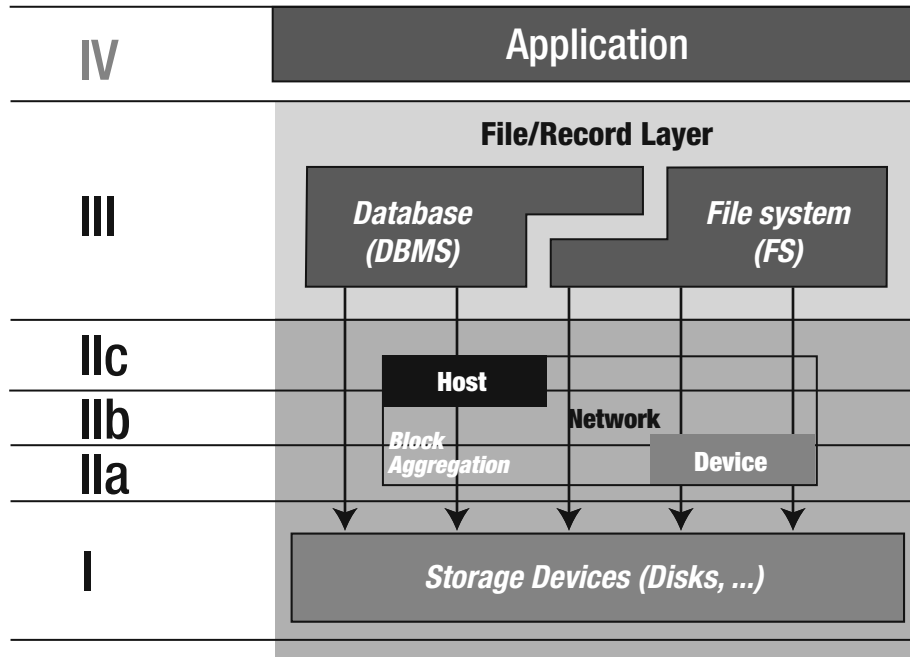 IV
Application
File/Record Layer
III
Database
(DBMS)
File system
(FS)
IIc
Host
IIb
Network
Block
Aggregation
IIa
Device
I
Storage Devices (Disks, ...)